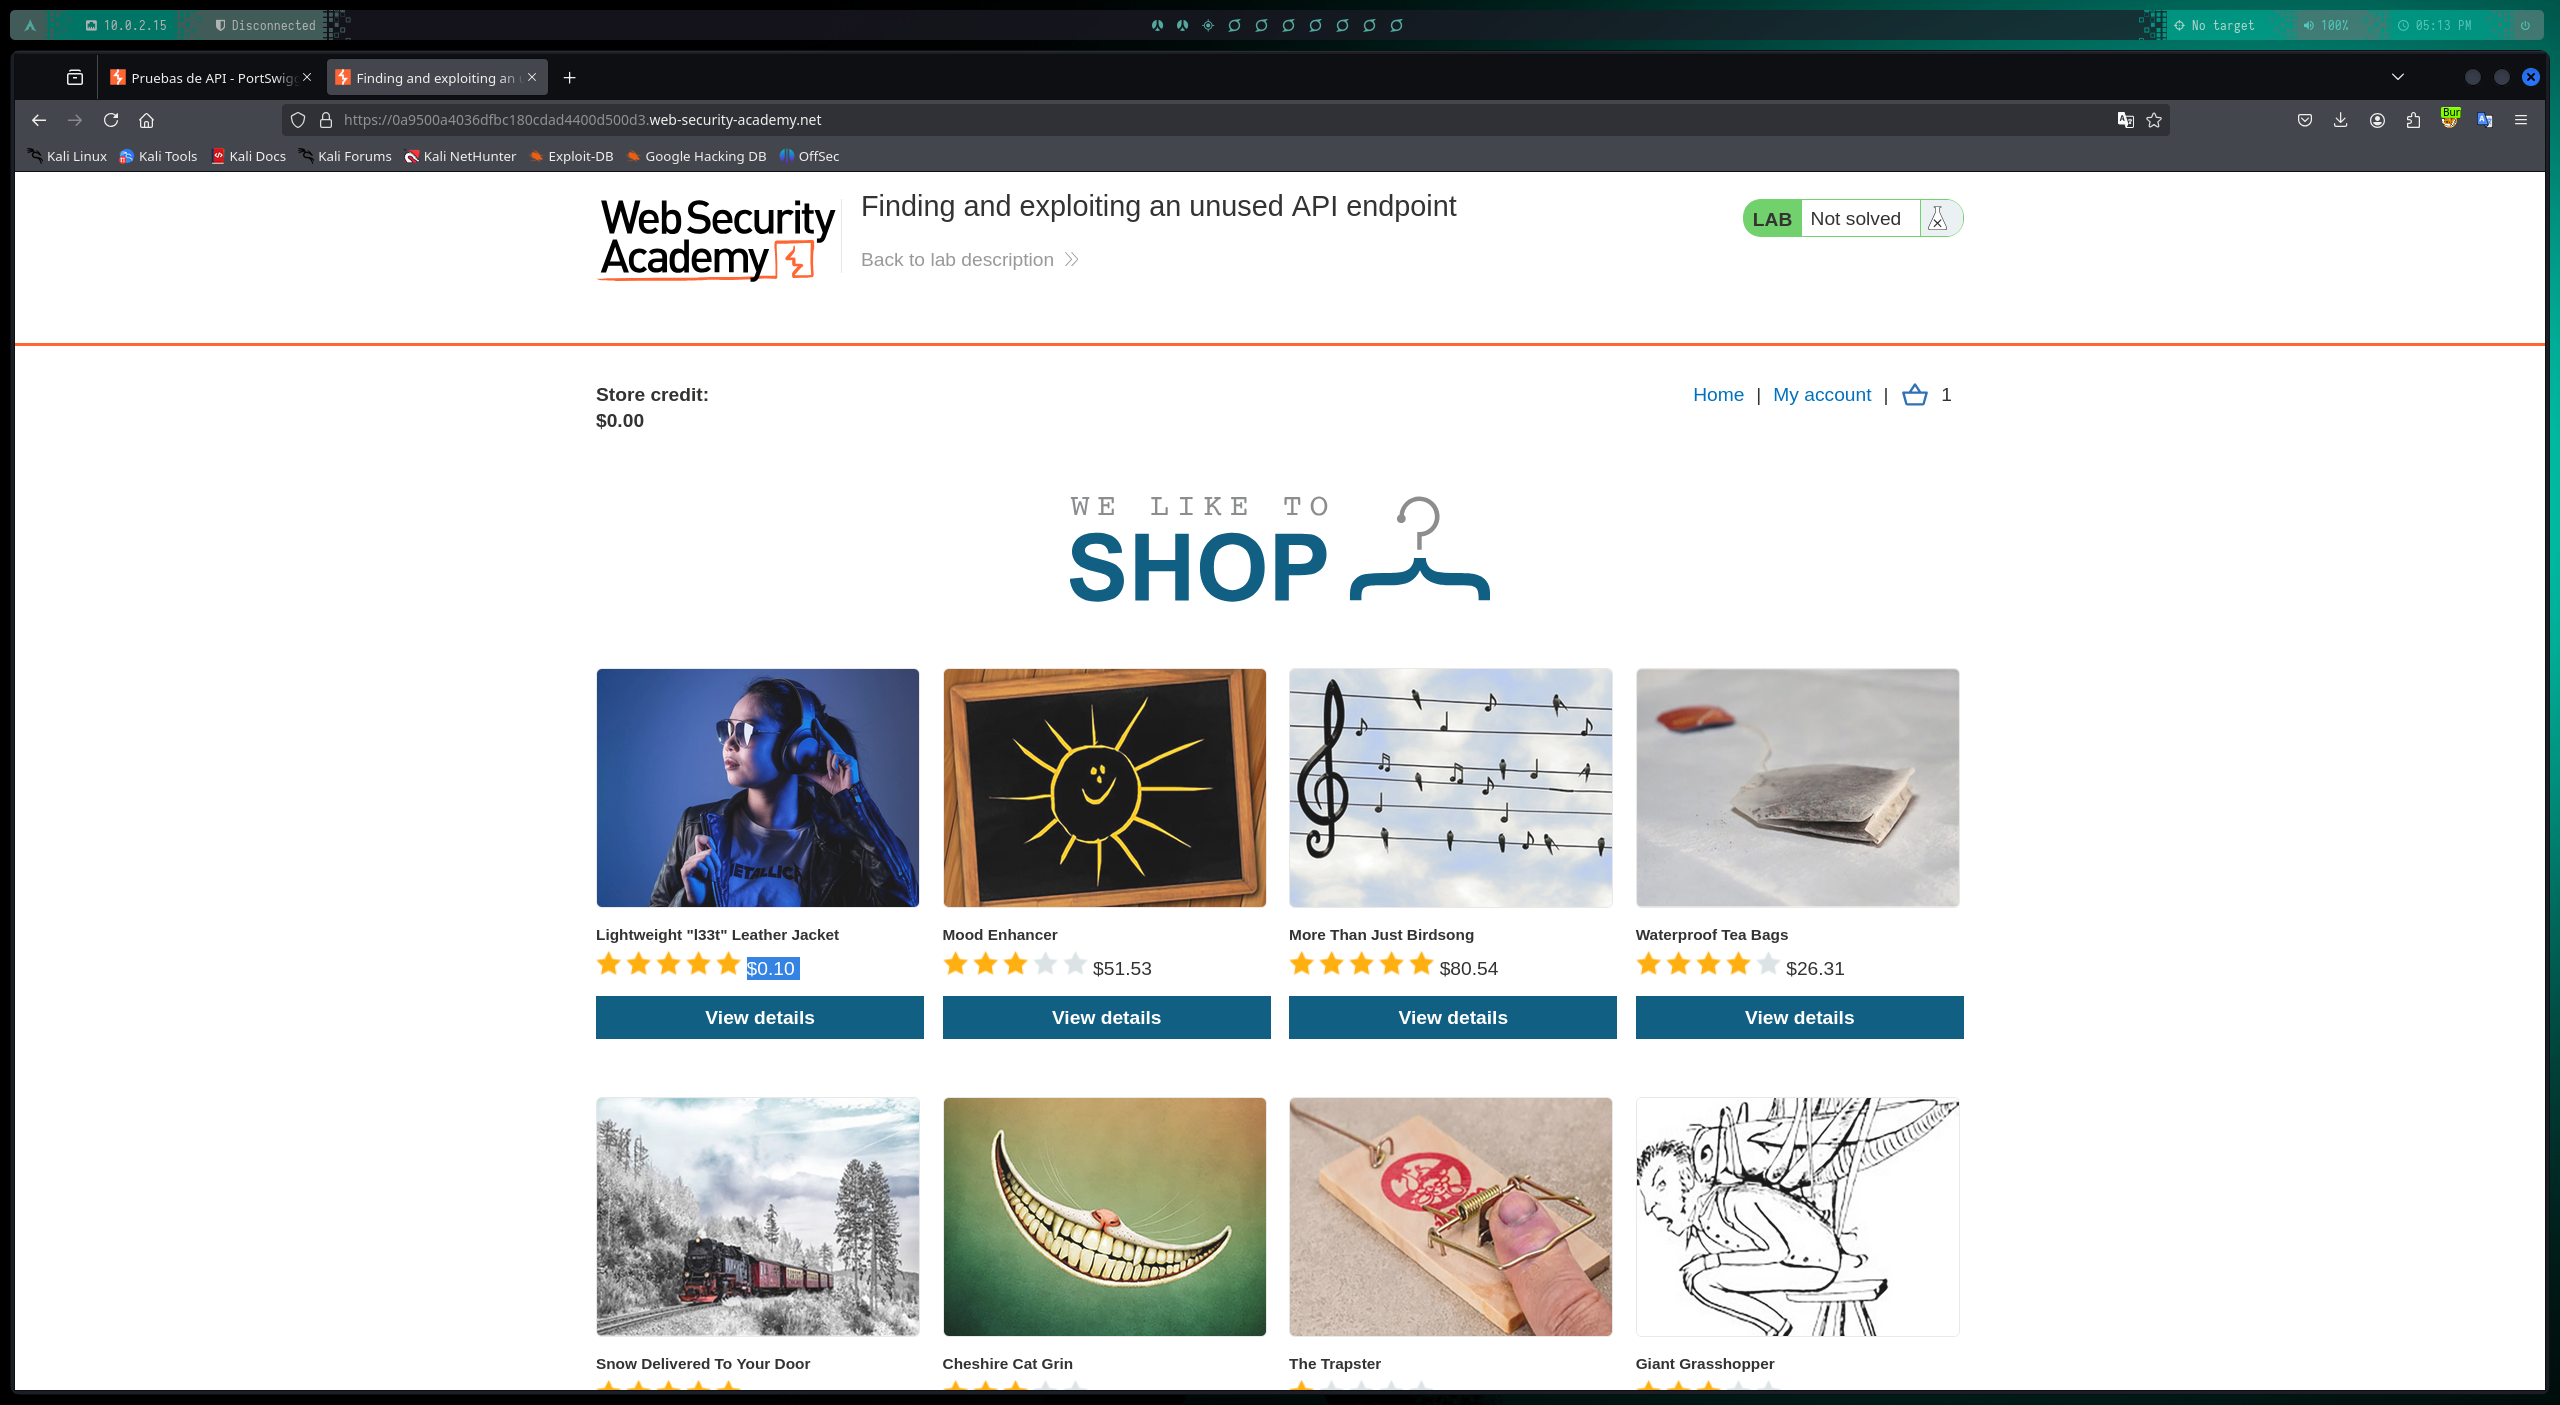 10.0.2.15
Disconnected
No target
100%
05:13 PM
Pruebas de API - PortSwigg
Finding and exploiting an
https://0a9500a4036dfbc180cdad4400d500d3.web-security-academy.net
Bur
Kali Linux
Kali Tools
Kali Docs
Kali Forums
Kali NetHunter
Exploit-DB
Google Hacking DB
OffSec
Web Security
Academy
Finding and exploiting an unused API endpoint
Back to lab description
LAB
Not solved
Store credit:
$0.00
Home | My account | 1
WE LIKE TO
SHOP
METALLICA
Lightweight "l33t" Leather Jacket
$0.10
View details
Mood Enhancer
$51.53
View details
More Than Just Birdsong
$80.54
View details
Waterproof Tea Bags
$26.31
View details
Snow Delivered To Your Door
Cheshire Cat Grin
The Trapster
Giant Grasshopper